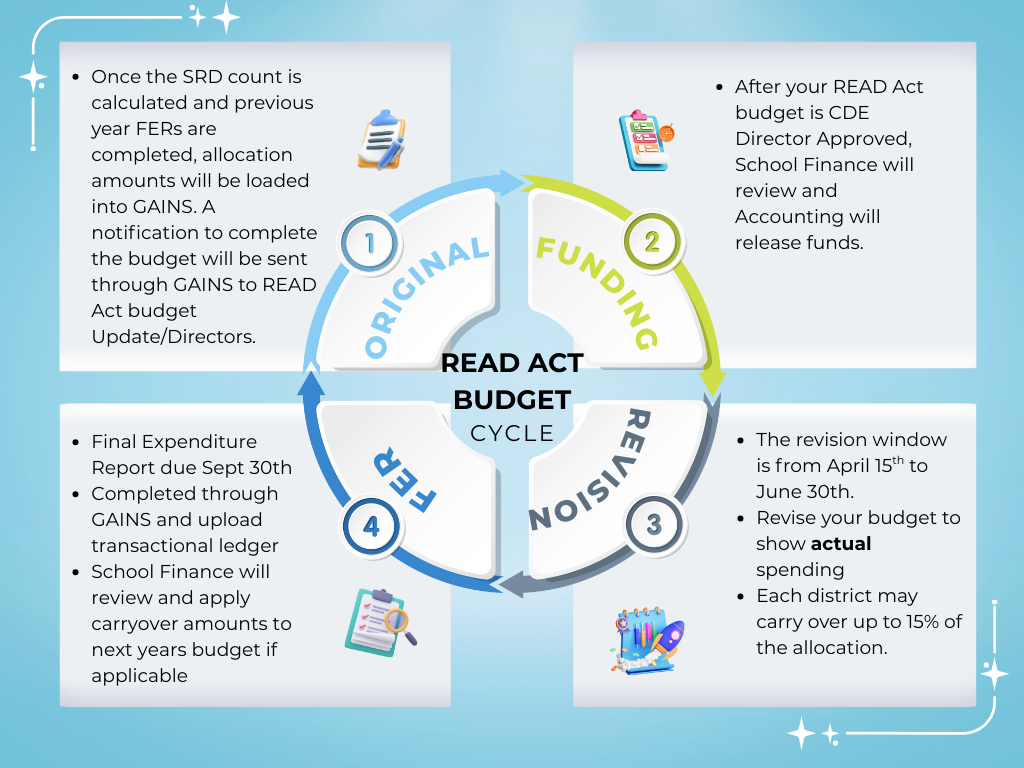 • Once the SRD count is
calculated and previous
year FERs are
completed, allocation
amounts will be loaded
into GAINS. A
notification to complete
the budget will be sent
through GAINS to READ
Act budget
Update/Directors.
1
ORIGINAL
• After your READ Act
budget is CDE
Director Approved,
School Finance will
review and
Accounting will
release funds.
2
FUNDING
READ ACT
BUDGET
CYCLE
• The revision window
is from April 15th to
June 30th.
• Revise your budget to
show actual
spending
• Each district may
carry over up to 15% of
the allocation.
3
REVISION
• Final Expenditure
Report due Sept 30th
• Completed through
GAINS and upload
transactional ledger
• School Finance will
review and apply
carryover amounts to
next years budget if
applicable
4
FER